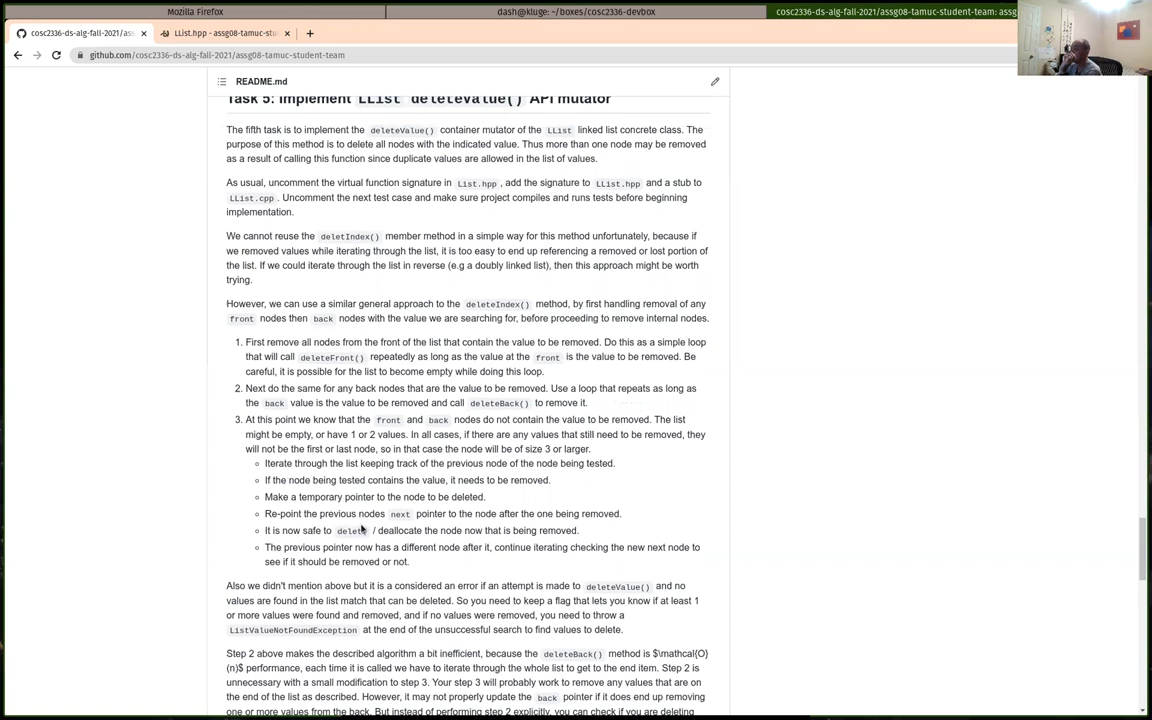 Mozilla Firefox
dash@kluge: ~/boxes/cosc2336-devbox
cosc2336-ds-alg-fall-2021/assg08-tamuc-student-team: assg
cosc2336-ds-alg-fall-2021/ass
LList.hpp - assg08-tamuc-stu
github.com/cosc2336-ds-alg-fall-2021/assg08-tamuc-student-team
README.md
Task 5: Implement LList deleteValue() API mutator
The fifth task is to implement the deleteValue() container mutator of the LList linked list concrete class. The
purpose of this method is to delete all nodes with the indicated value. Thus more than one node may be removed
as a result of calling this function since duplicate values are allowed in the list of values.
As usual, uncomment the virtual function signature in List.hpp , add the signature to LList.hpp and a stub to
LList.cpp . Uncomment the next test case and make sure project compiles and runs tests before beginning
implementation.
We cannot reuse the deletIndex() member method in a simple way for this method unfortunately, because if
we removed values while iterating through the list, it is too easy to end up referencing a removed or lost portion of
the list. If we could iterate through the list in reverse (e.g a doubly linked list), then this approach might be worth
trying.
However, we can use a similar general approach to the deleteIndex() method, by first handling removal of any
front nodes then back nodes with the value we are searching for, before proceeding to remove internal nodes.
1. First remove all nodes from the front of the list that contain the value to be removed. Do this as a simple loop
that will call deleteFront() repeatedly as long as the value at the front is the value to be removed. Be
careful, it is possible for the list to become empty while doing this loop.
2. Next do the same for any back nodes that are the value to be removed. Use a loop that repeats as long as
the back value is the value to be removed and call deleteBack() to remove it.
3. At this point we know that the front and back nodes do not contain the value to be removed. The list
might be empty, or have 1 or 2 values. In all cases, if there are any values that still need to be removed, they
will not be the first or last node, so in that case the node will be of size 3 or larger.
Iterate through the list keeping track of the previous node of the node being tested.
If the node being tested contains the value, it needs to be removed.
Make a temporary pointer to the node to be deleted.
Re-point the previous nodes next pointer to the node after the one being removed.
It is now safe to delete / deallocate the node now that is being removed.
The previous pointer now has a different node after it, continue iterating checking the new next node to
see if it should be removed or not.
Also we didn't mention above but it is a considered an error if an attempt is made to deleteValue() and no
values are found in the list match that can be deleted. So you need to keep a flag that lets you know if at least 1
or more values were found and removed, and if no values were removed, you need to throw a
ListValueNotFoundException at the end of the unsuccessful search to find values to delete.
Step 2 above makes the described algorithm a bit inefficient, because the deleteBack() method is $\mathcal{O}
(n)$ performance, each time it is called we have to iterate through the whole list to get to the end item. Step 2 is
unnecessary with a small modification to step 3. Your step 3 will probably work to remove any values that are on
the end of the list as described. However, it may not properly update the back pointer if it does end up removing
one or more values from the back. But instead of performing step 2 explicitly, you can check if you are deleting